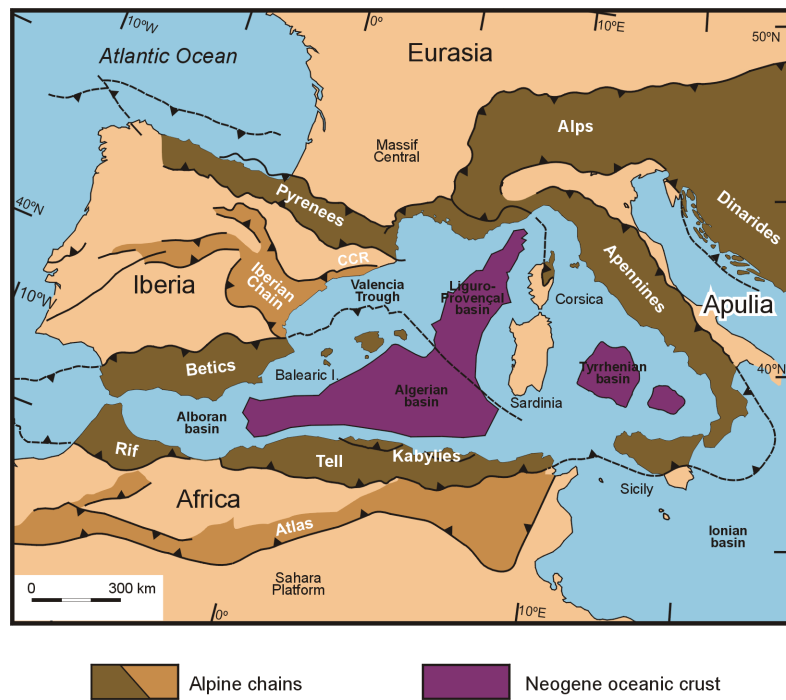 10°W
0°
10°E
50°N
Atlantic Ocean
Eurasia
Alps
Massif
Central
Pyrenees
Dinarides
40°N
CCR
Iberian
Chain
Iberia
Valencia
Trough
Liguro-
Provençal
basin
Corsica
Apennines
Apulia
10°W
Betics
Balearic I.
Algerian
basin
Sardinia
Tyrrhenian
basin
40°N
Alboran
basin
Rif
Tell
Kabylies
Sicily
Africa
Atlas
Ionian
basin
Sahara
Platform
0
300 km
0°
10°E
Alpine chains
Neogene oceanic crust